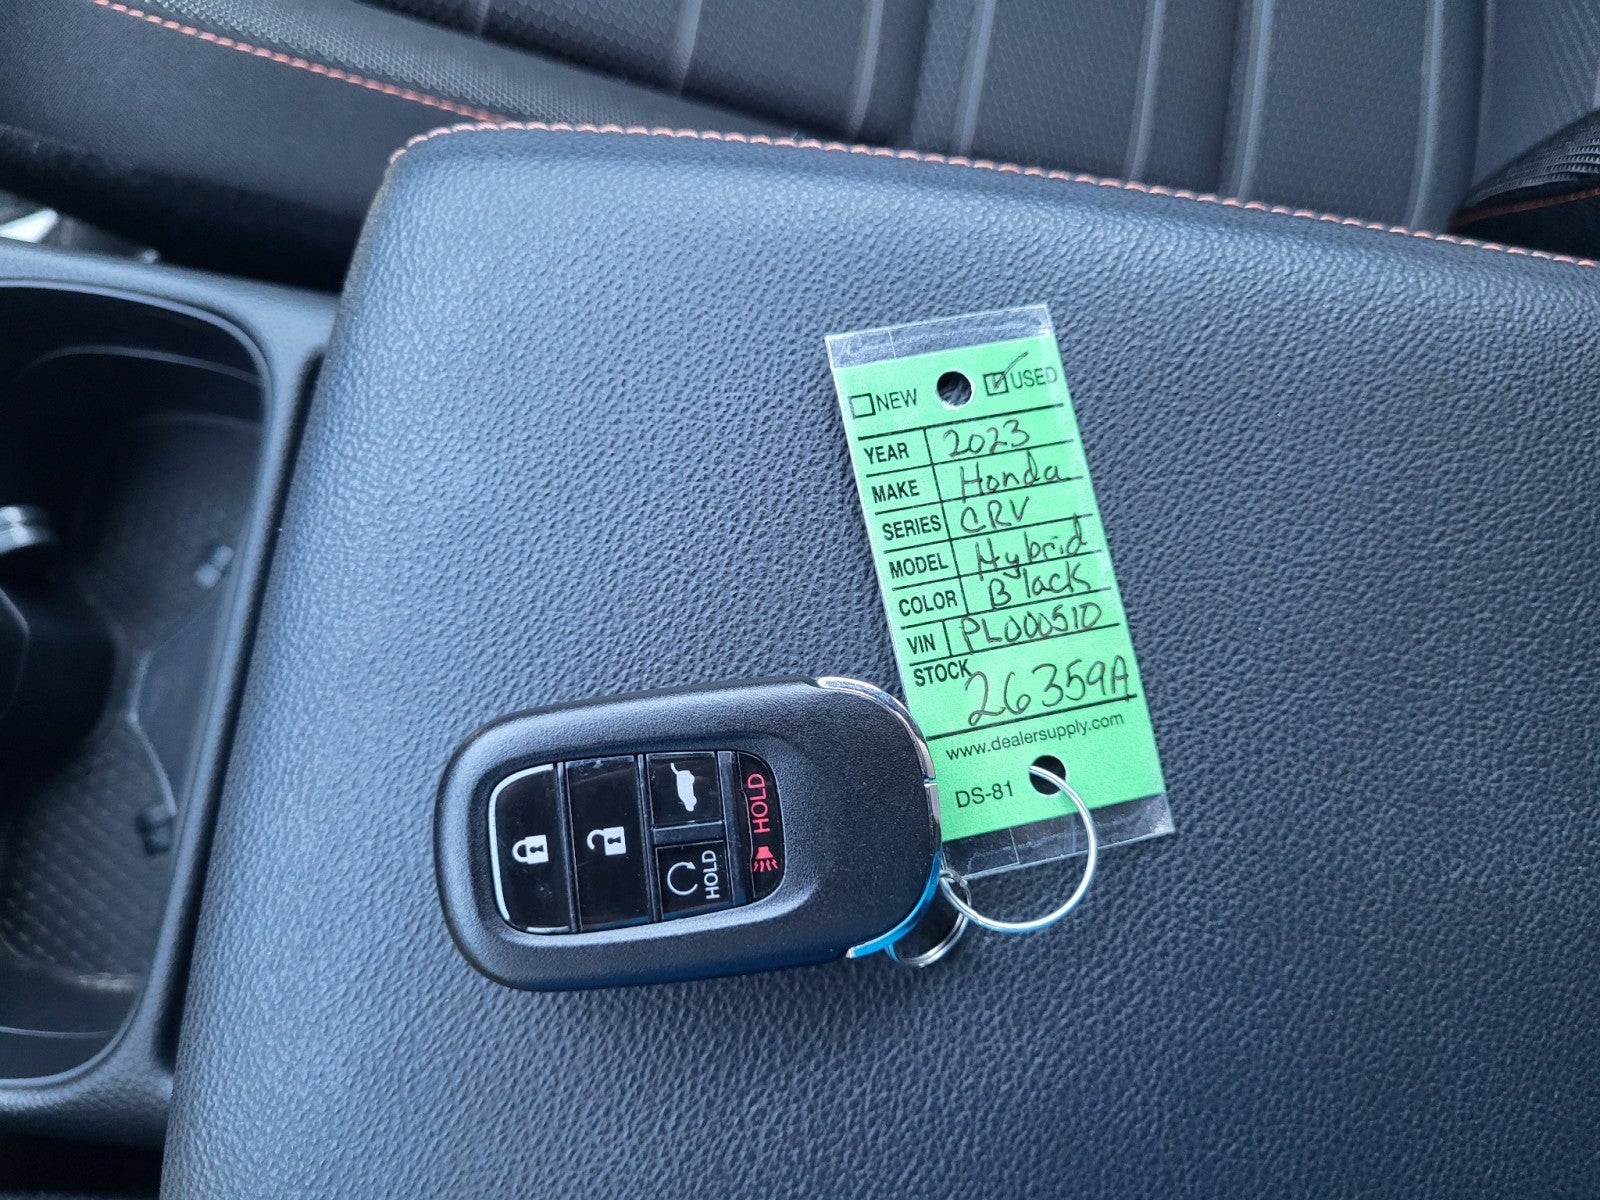 NEW USED
YEAR 2023
MAKE Honda
SERIES CRV
MODEL Hybrid
COLOR Black
VIN PL000510
STOCK 26359A
www.dealersupply.com
DS-81
HOLD
HOLD